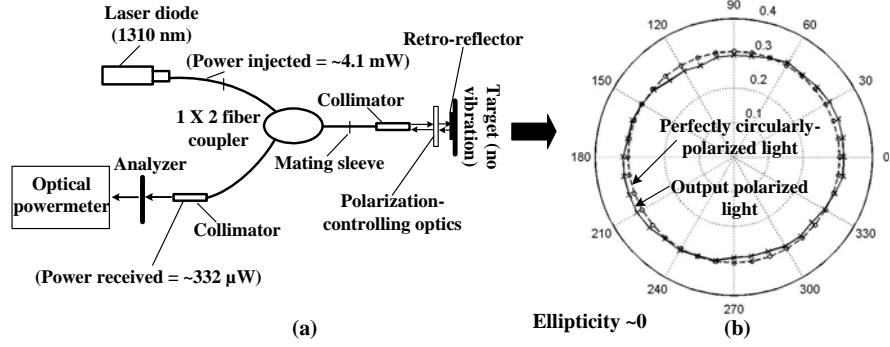 Laser diode
(1310 nm)
(Power injected = ~4.1 mW)
Retro-reflector
Collimator
Target (no
vibration)
1 X 2 fiber
coupler
Mating sleeve
Polarization-
controlling optics
Analyzer
Optical
powermeter
Collimator
(Power received = ~332 µW)
(a)
90
0.4
120
60
0.3
150
30
0.2
0.1
Perfectly circularly-
polarized light
180
0
Output polarized
light
210
330
240
300
270
Ellipticity ~0
(b)